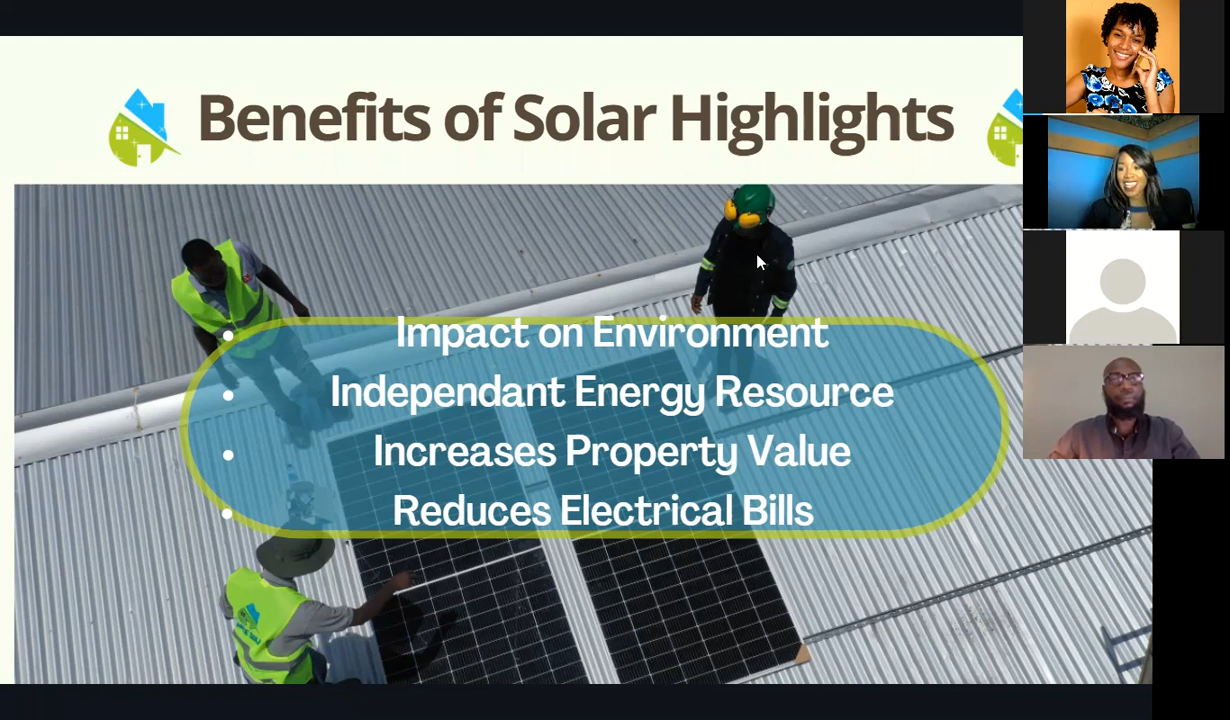 Benefits of Solar Highlights
• Impact on Environment
• Independant Energy Resource
• Increases Property Value
• Reduces Electrical Bills